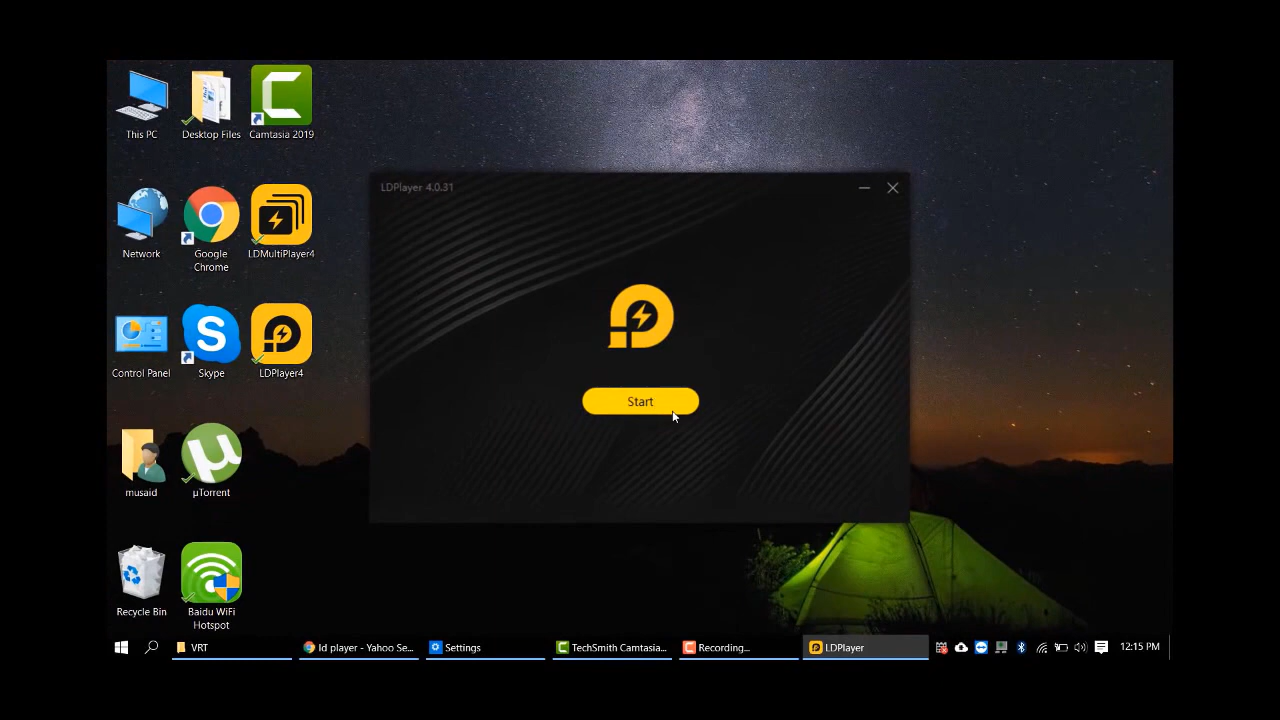 This PC
Desktop Files
Camtasia 2019
Network
Google
Chrome
LDMultiPlayer4
Control Panel
Skype
LDPlayer4
musaid
µTorrent
Recycle Bin
Baidu WiFi
Hotspot
LDPlayer 4.0.31
Start
VRT
ld player - Yahoo Se...
Settings
TechSmith Camtasia...
Recording...
LDPlayer
12:15 PM